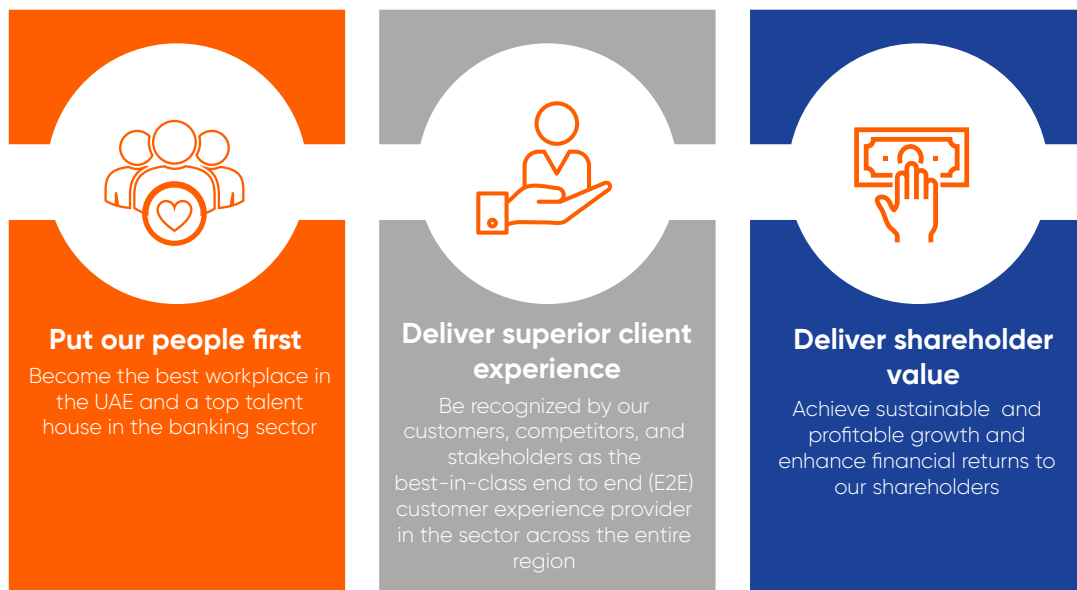 Put our people first
Become the best workplace in
the UAE and a top talent
house in the banking sector
Deliver superior client
experience
Be recognized by our
customers, competitors, and
stakeholders as the
best-in-class end to end (E2E)
customer experience provider
in the sector across the entire
region
Deliver shareholder
value
Achieve sustainable and
profitable growth and
enhance financial returns to
our shareholders